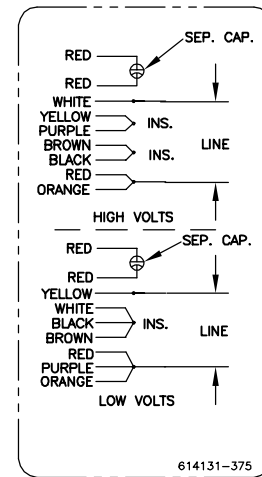 SEP. CAP.
RED
RED
WHITE
YELLOW
PURPLE INS.
BROWN
BLACK INS.
LINE
RED
ORANGE
HIGH VOLTS
RED
SEP. CAP.
RED
YELLOW
WHITE
BLACK INS.
BROWN
LINE
RED
PURPLE
ORANGE
LOW VOLTS
614131-375